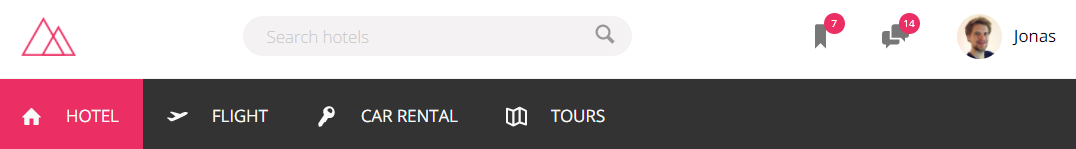 Search hotels
7
14
Jonas
HOTEL
FLIGHT
CAR RENTAL
TOURS